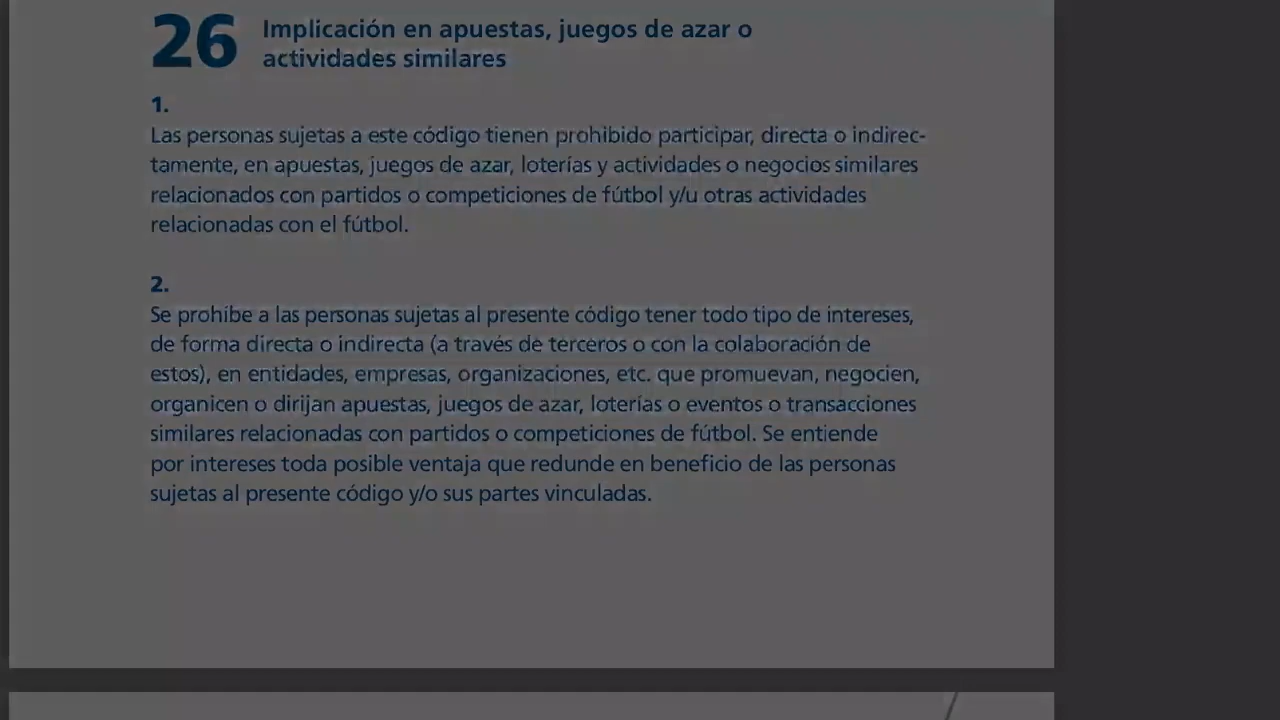 26 Implicación en apuestas, juegos de azar o
actividades similares
1.
Las personas sujetas a este código tienen prohibido participar, directa o indirec-
tamente, en apuestas, juegos de azar, loterías y actividades o negocios similares
relacionados con partidos o competiciones de fútbol y/u otras actividades
relacionadas con el fútbol.
2.
Se prohíbe a las personas sujetas al presente código tener todo tipo de intereses,
de forma directa o indirecta (a través de terceros o con la colaboración de
estos), en entidades, empresas, organizaciones, etc. que promuevan, negocien,
organicen o dirijan apuestas, juegos de azar, loterías o eventos o transacciones
similares relacionadas con partidos o competiciones de fútbol. Se entiende
por intereses toda posible ventaja que redunde en beneficio de las personas
sujetas al presente código y/o sus partes vinculadas.